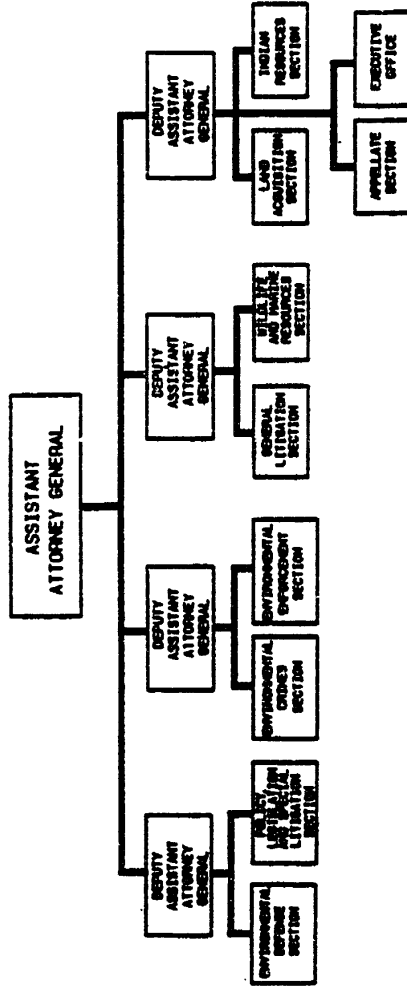 ASSISTANT
ATTORNEY GENERAL
DEPUTY
ASSISTANT
ATTORNEY
GENERAL
DEPUTY
ASSISTANT
ATTORNEY
GENERAL
DEPUTY
ASSISTANT
ATTORNEY
GENERAL
DEPUTY
ASSISTANT
ATTORNEY
GENERAL
ENVIRONMENTAL
DEFENSE
SECTION
POLICY
LEGISLATION
AND SPECIAL
LITIGATION
SECTION
ENVIRONMENTAL
CRIMES
SECTION
ENVIRONMENTAL
ENFORCEMENT
SECTION
GENERAL
LITIGATION
SECTION
WILDLIFE
AND MARINE
RESOURCES
SECTION
LAND
ACQUISITION
SECTION
INDIAN
RESOURCES
SECTION
APPELLATE
SECTION
EXECUTIVE
OFFICE